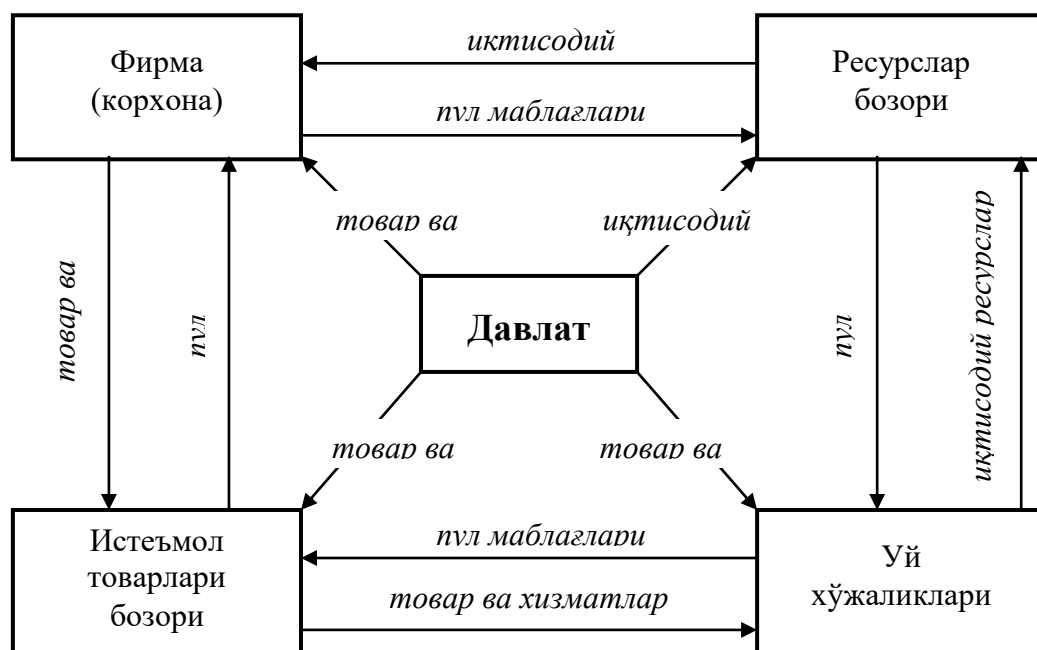 иқтисодий
Фирма
(корхона)
Ресурслар
бозори
пул маблағлари
товар ва
иқтисодий
товар ва
пул
Давлат
пул
иқтисодий ресурслар
товар ва
товар ва
Истеъмол
товарлари
бозори
пул маблағлари
Уй
хўжаликлари
товар ва хизматлар